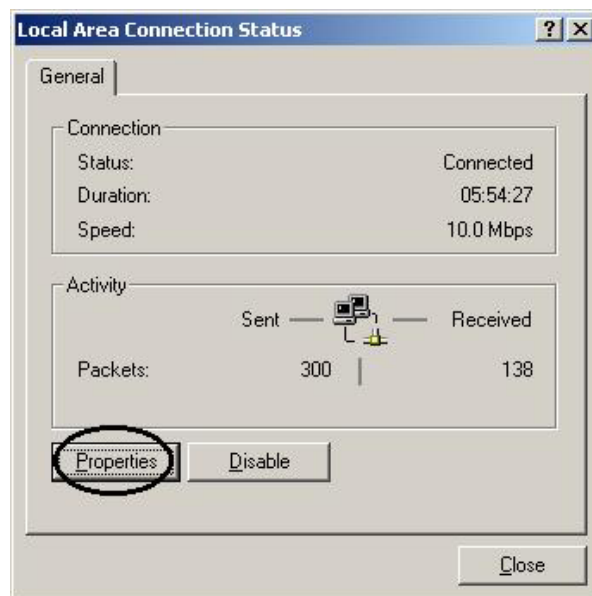 Local Area Connection Status
General
Connection
Status: Connected
Duration: 05:54:27
Speed: 10.0 Mbps
Activity
Sent Received
Packets: 300 138
Properties Disable
Close